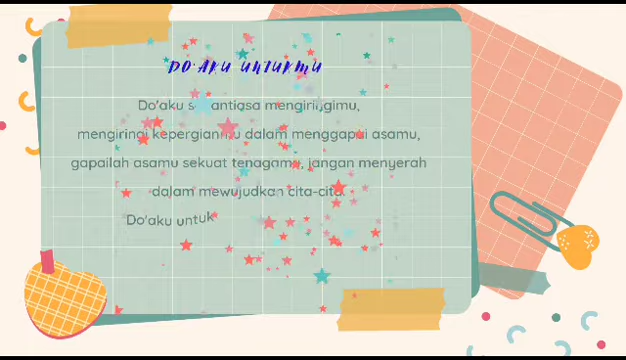 DO'AKU UNTUKMU
Do'aku senantiasa mengiringimu,
mengiringi kepergianmu dalam menggapai asamu,
gapailah asamu sekuat tenagamu, jangan menyerah
dalam mewujudkan cita-cita.
Do'aku untuk